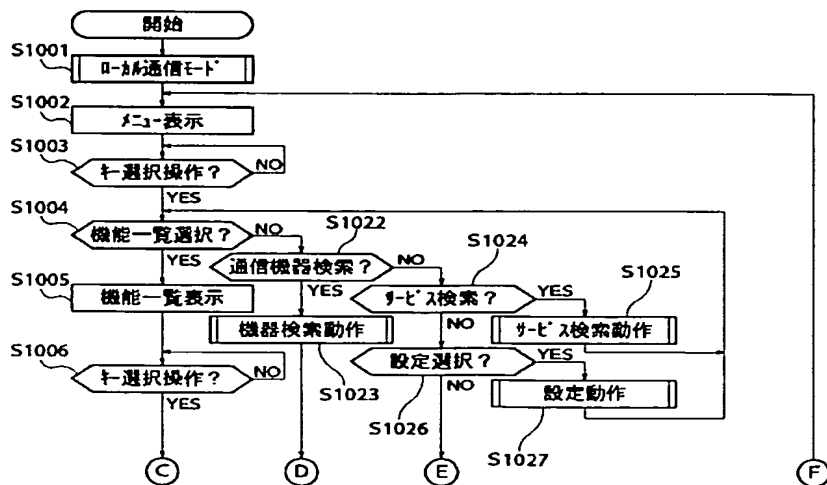 開始
S1001
ローカル通信モード
S1002
メニュー表示
S1003
キー選択操作?
NO
YES
S1004
機能一覧選択?
NO
YES
S1022
通信機器検索?
NO
YES
S1024
サービス検索?
YES
NO
S1025
サービス検索動作
S1005
機能一覧表示
機器検索動作
S1023
設定選択?
YES
NO
S1026
設定動作
S1027
S1006
キー選択操作?
NO
YES
C
D
E
F